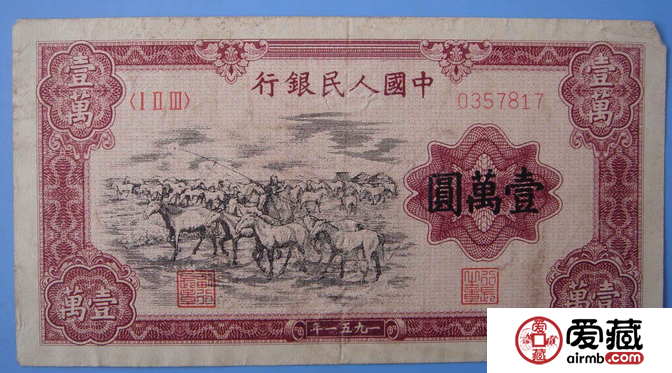 行銀民人國中
〈I II III〉
0357817
壹萬
壹萬
圓萬壹
萬壹
壹
年一五九一
爱藏
airmb.com